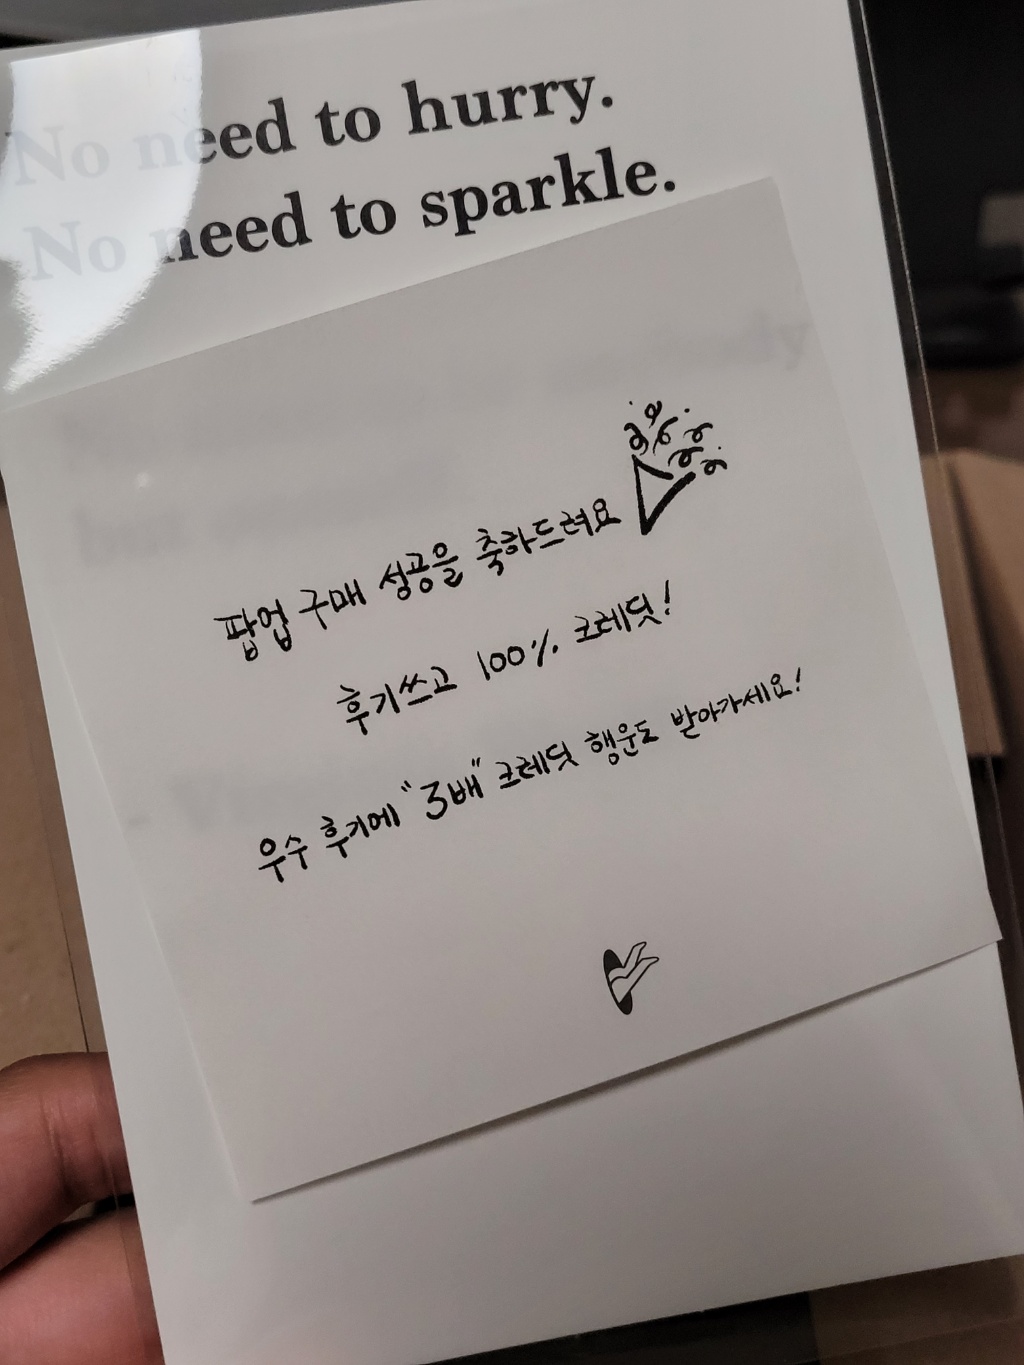 No need to hurry.
No need to sparkle.
팝업 구매 성공을 축하드려요
후기쓰고 100% 크레딧!
우수 후기에 "3배" 크레딧 행운도 받아가세요!